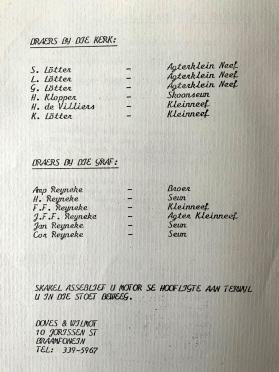 DRAERS BY DIE KERK:
S. Lötter - Agterklein Neef
L. Lötter - Agterklein Neef
G. Lötter - Agterklein Neef
H. Klopper - Skoonseun
H. de Villiers - Kleinneef
K. Lötter - Kleinneef
DRAERS BY DIE GRAF:
Amp Reyneke - Broer
H. Reyneke - Seun
F.F. Reyneke - Kleinneef
J.F.F. Reyneke - Agter Kleinneef
Jan Reyneke - Seun
Cor Reyneke - Seun
SKAKEL ASSEBLIEF U MOTOR SE HOOFLIGTE AAN TERWYL
U IN DIE STOET BEWEEG.
DOVES & WILMOT
10 JORISSEN ST
BRAAMFONEIN
TEL: 339-5967